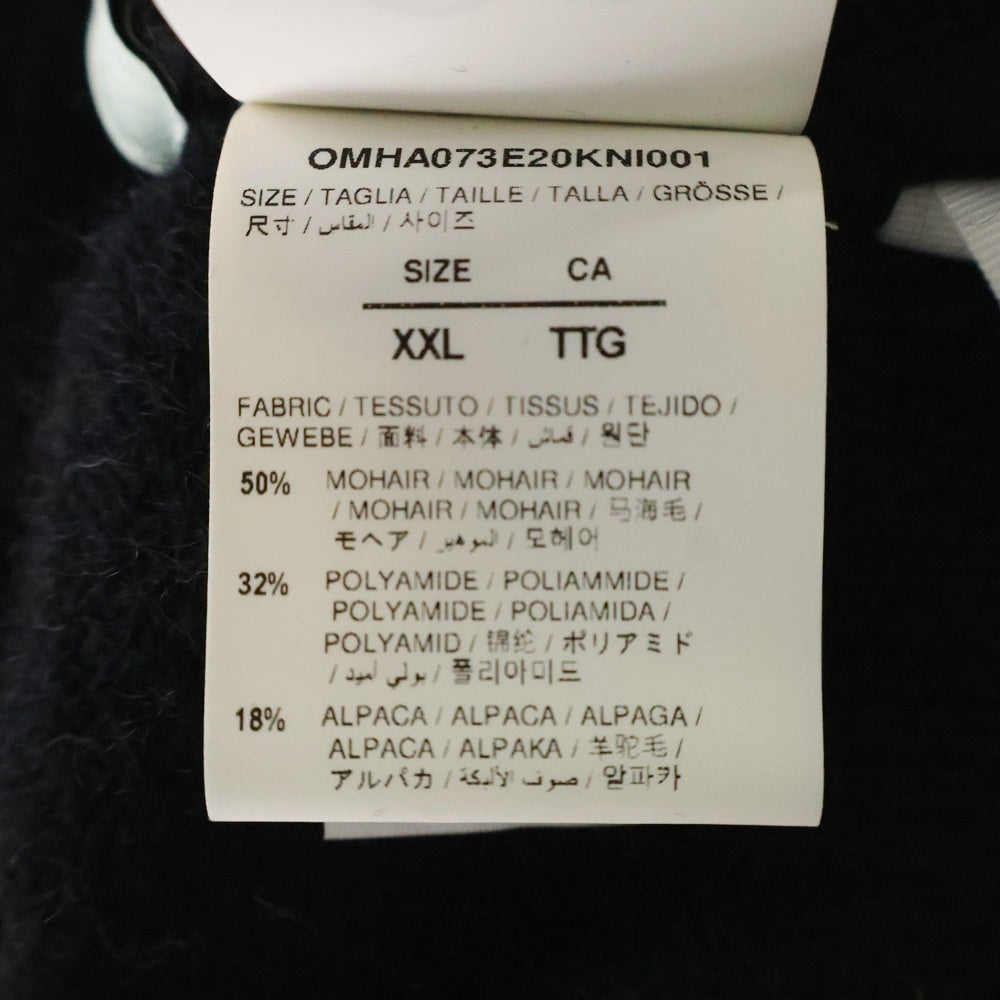 OMHA073E20KNI001
SIZE / TAGLIA / TAILLE / TALLA / GRÖSSE /
尺寸 / المقاس / 사이즈
SIZE CA
XXL TTG
FABRIC / TESSUTO / TISSUS / TEJIDO /
GEWEBE / 面料 / 本体 / قماش / 원단
50% MOHAIR / MOHAIR / MOHAIR
/ MOHAIR / MOHAIR / 马海毛 /
モヘア / الموهير / 모헤어
32% POLYAMIDE / POLIAMMIDE /
POLYAMIDE / POLIAMIDA /
POLYAMID / 锦纶 / ポリアミド
/ بولي أميد / 폴리아미드
18% ALPACA / ALPACA / ALPAGA /
ALPACA / ALPAKA / 羊驼毛 /
アルパカ / صوف الألبكة / 알파카